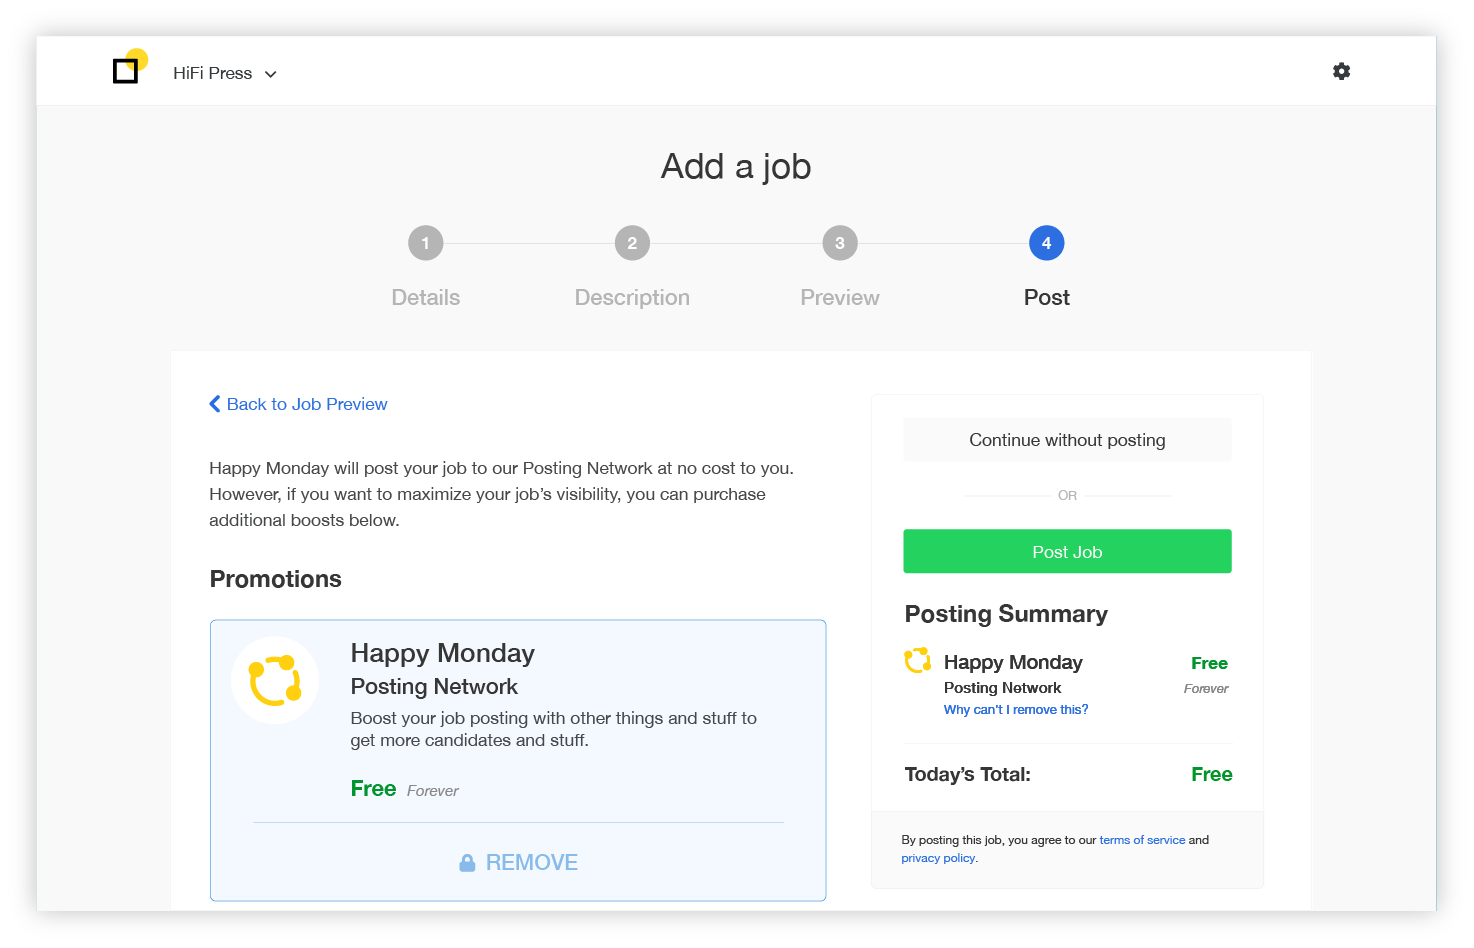 HiFi Press
Add a job
1
2
3
4
Details
Description
Preview
Post
Back to Job Preview
Happy Monday will post your job to our Posting Network at no cost to you.
However, if you want to maximize your job's visibility, you can purchase
additional boosts below.
Promotions
Happy Monday
Posting Network
Boost your job posting with other things and stuff to
get more candidates and stuff.
Free Forever
REMOVE
Continue without posting
OR
Post Job
Posting Summary
Happy Monday Free
Posting Network Forever
Why can't I remove this?
Today's Total: Free
By posting this job, you agree to our terms of service and
privacy policy.